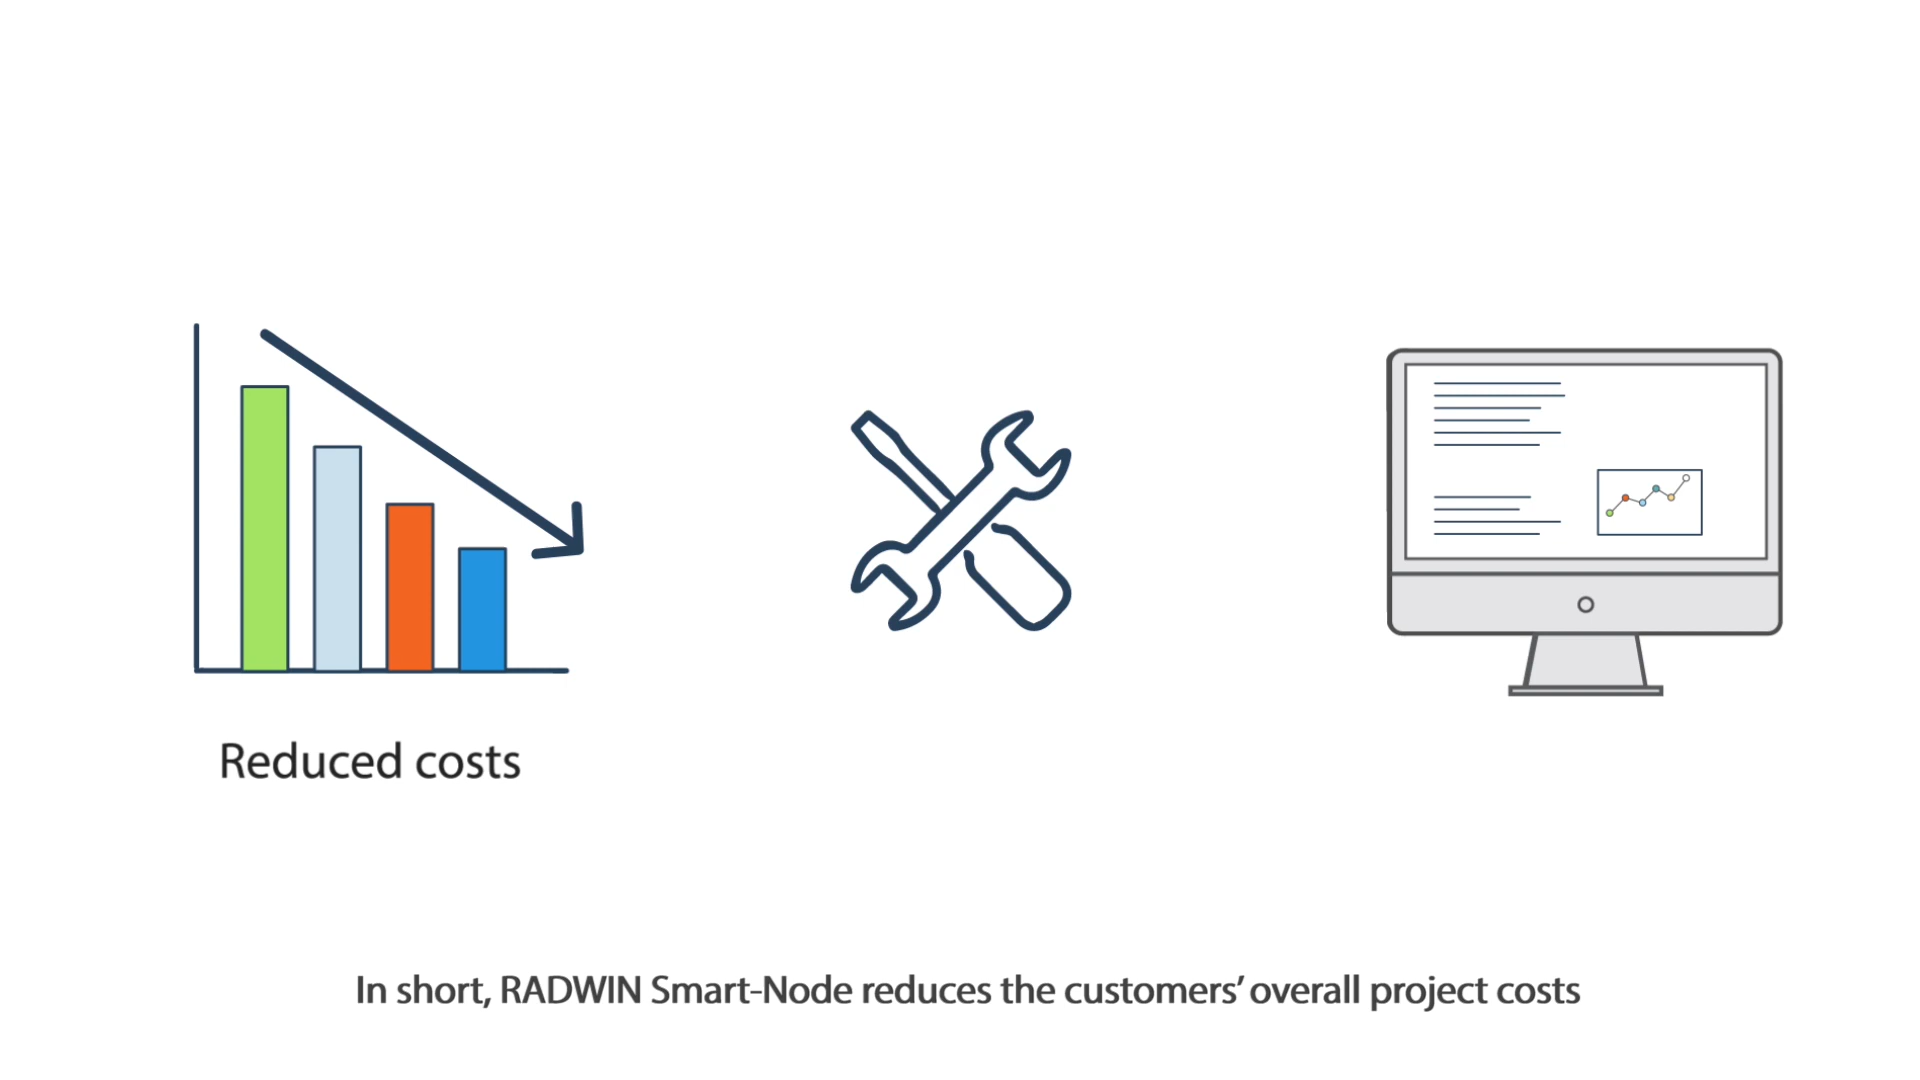 Reduced costs
In short, RADWIN Smart-Node reduces the customers’ overall project costs